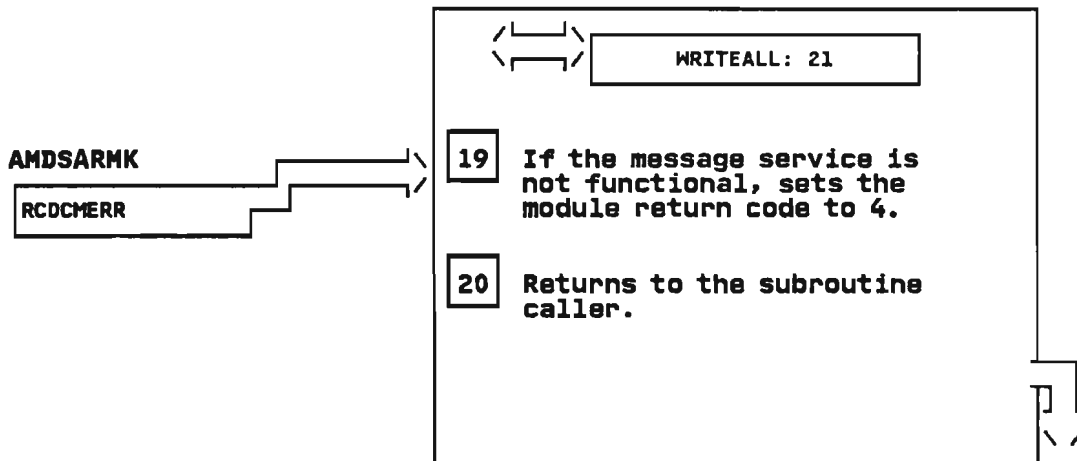 WRITEALL: 21
AMDSARMK
RCDCMERR
19 If the message service is
not functional, sets the
module return code to 4.
20 Returns to the subroutine
caller.